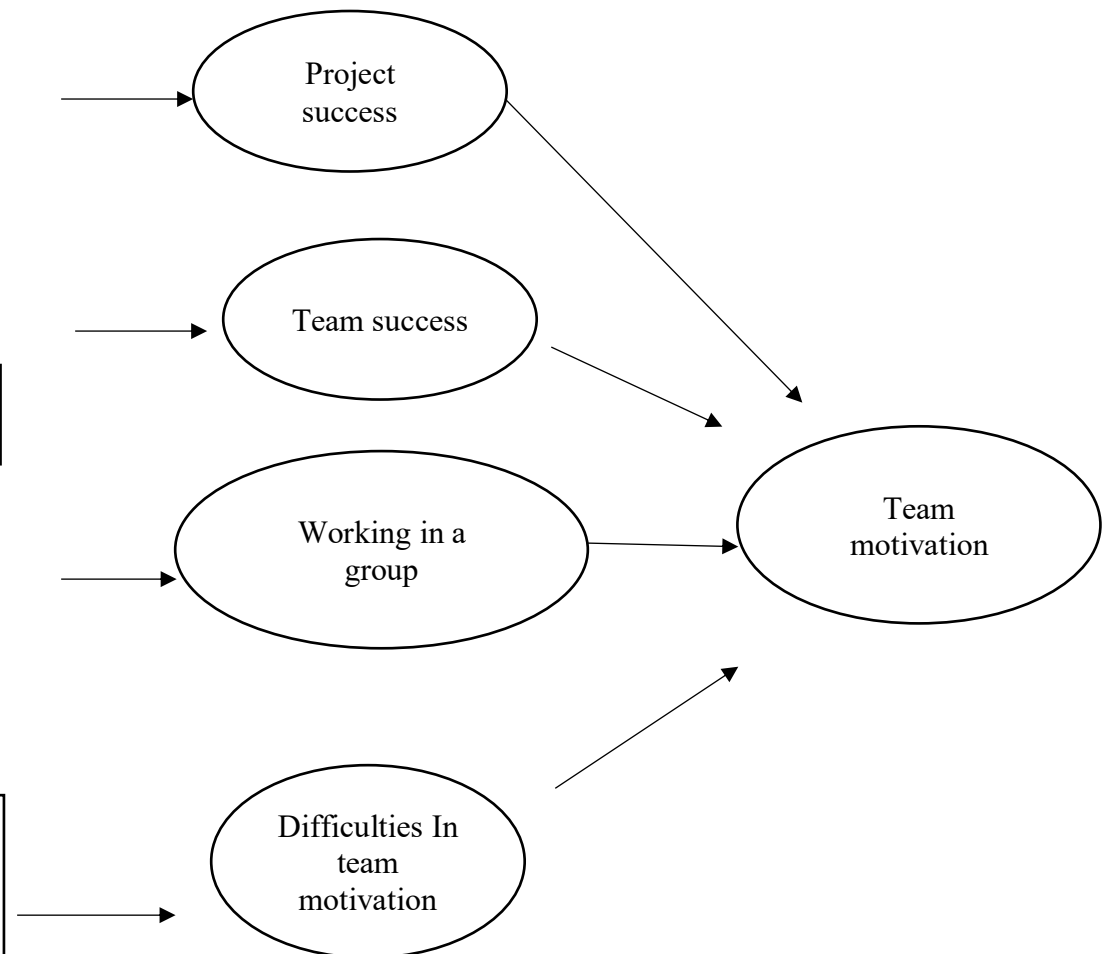 Project
success
Team success
Working in a
group
Team
motivation
Difficulties In
team
motivation